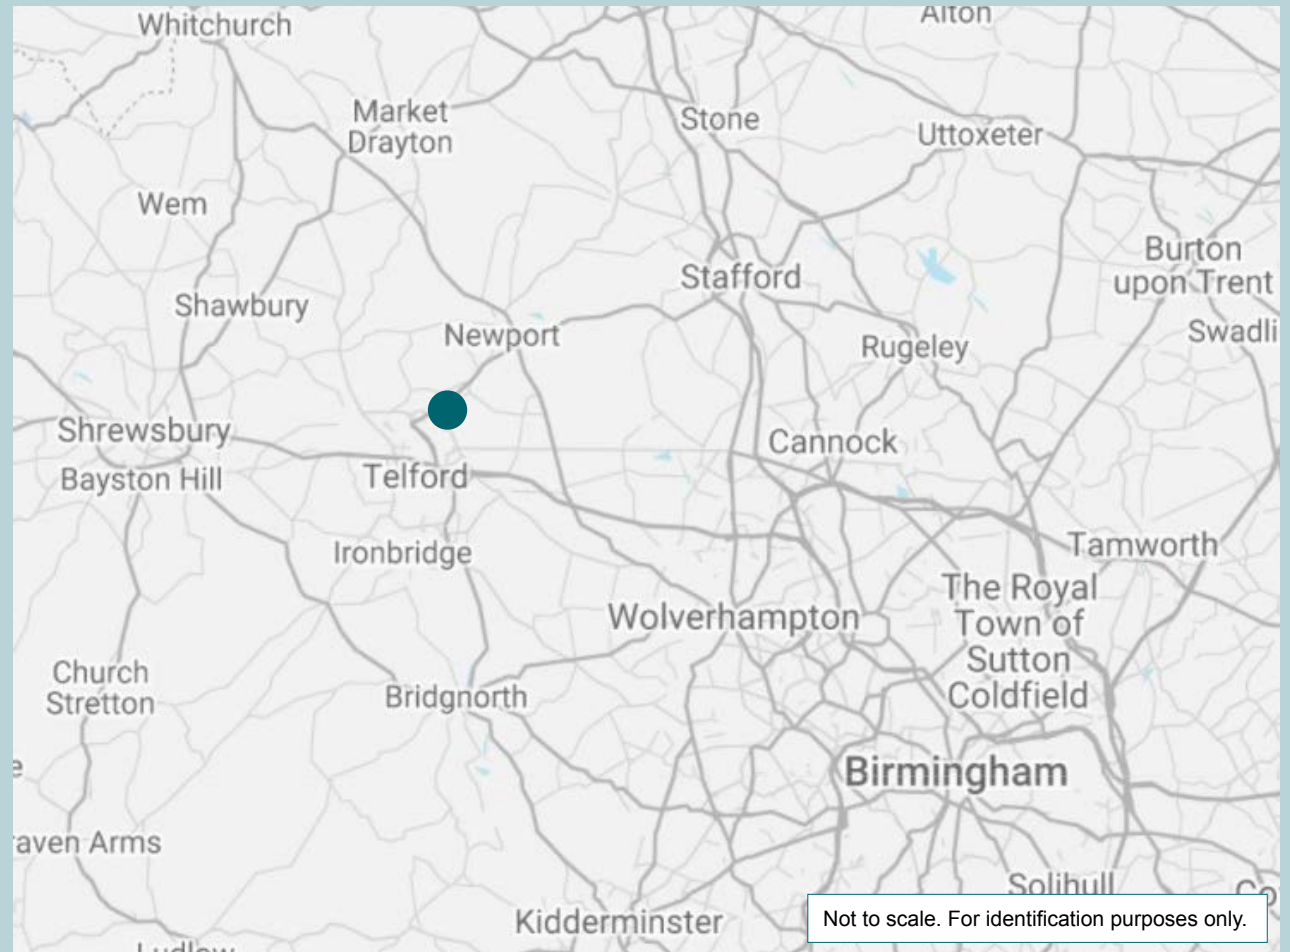 Whitchurch
Alton
Market
Drayton
Stone
Uttoxeter
Wem
Burton
upon Trent
Stafford
Shawbury
Newport
Swadli
Rugeley
Shrewsbury
Cannock
Bayston Hill
Telford
Ironbridge
Tamworth
The Royal
Town of
Sutton
Coldfield
Wolverhampton
Church
Stretton
Bridgnorth
Birmingham
e
raven Arms
Solihull
Co
Kidderminster
Not to scale. For identification purposes only.
Ludlow